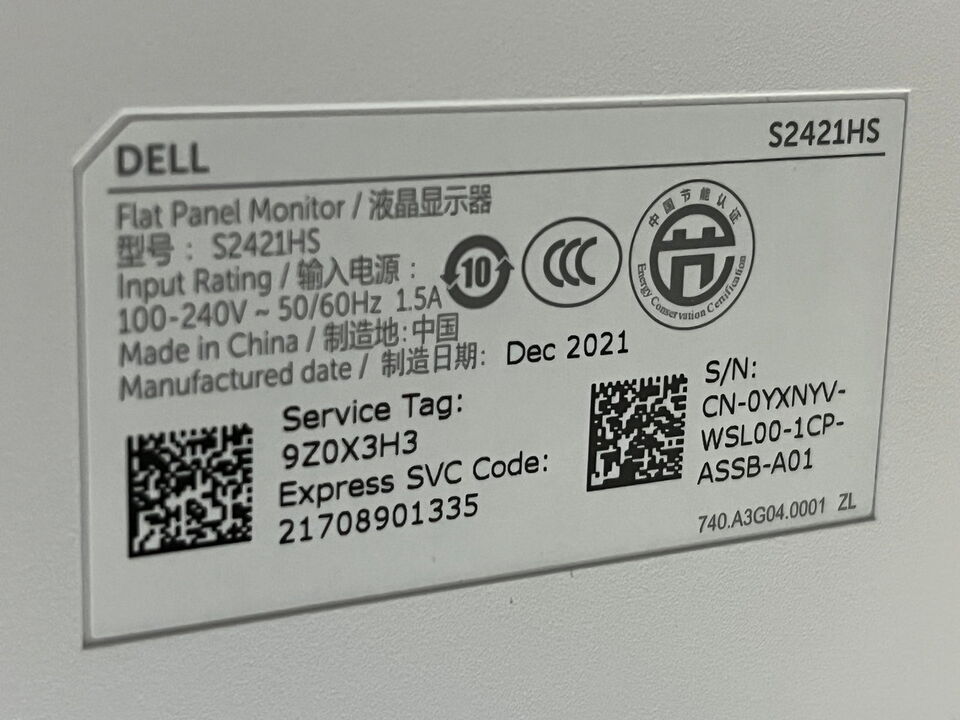 DELL S2421HS
Flat Panel Monitor / 液晶显示器
型号： S2421HS
Input Rating / 输入电源：
100-240V ~ 50/60Hz 1.5A
Made in China / 制造地: 中国
Manufactured date / 制造日期: Dec 2021
10
CCC
中国节能认证
节
Energy Conservation Certification
Service Tag:
9Z0X3H3
Express SVC Code:
21708901335
S/N:
CN-0YXNYV-
WSL00-1CP-
ASSB-A01
740.A3G04.0001 ZL